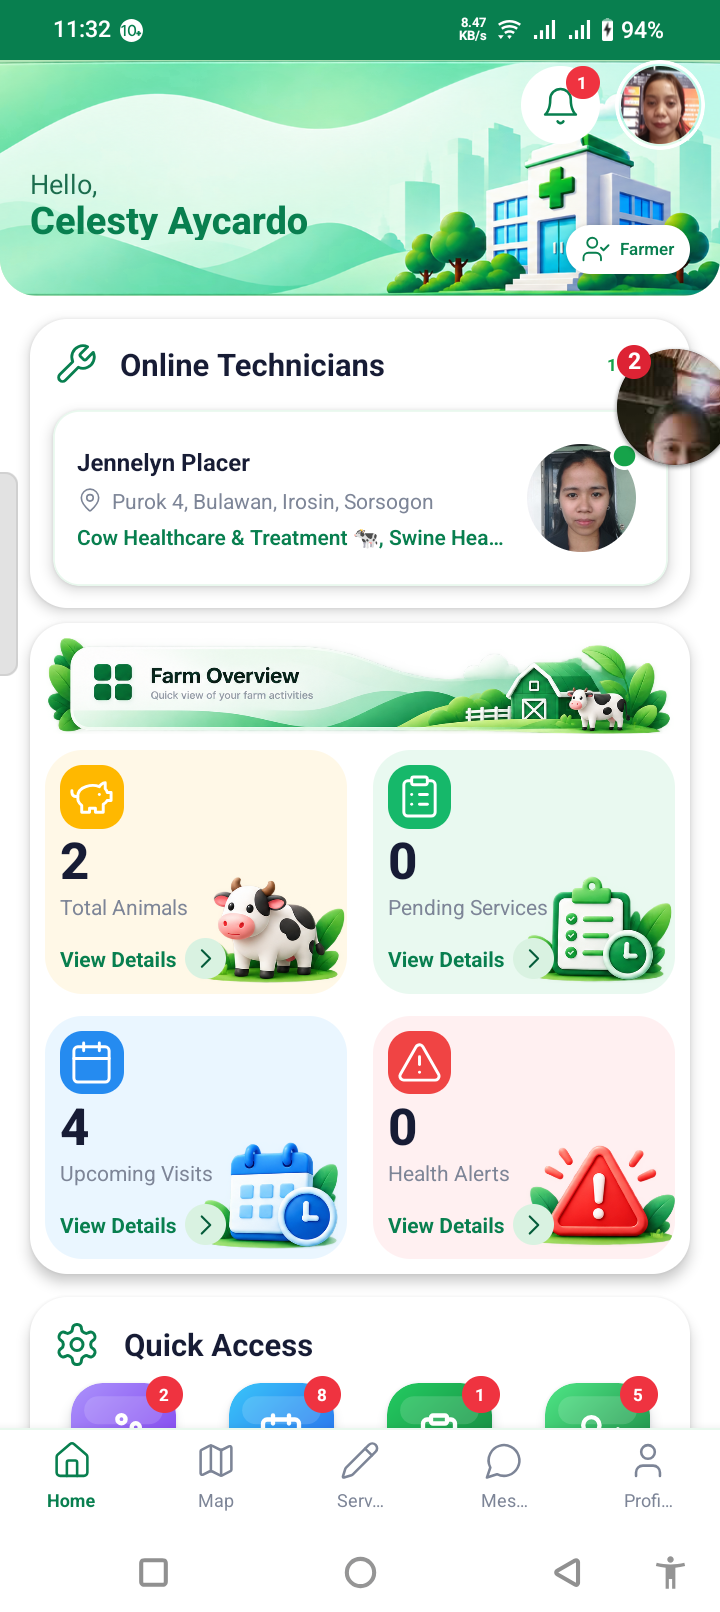 11:32 10+ 8.47 KB/s 94%
1
Hello,
Celesty Aycardo
Farmer
Online Technicians
1 2
Jennelyn Placer
Purok 4, Bulawan, Irosin, Sorsogon
Cow Healthcare & Treatment 🐄, Swine Hea...
Farm Overview
Quick view of your farm activities
2
Total Animals
View Details
0
Pending Services
View Details
4
Upcoming Visits
View Details
0
Health Alerts
View Details
Quick Access
2 8 1 5
Home Map Serv... Mes... Profi...